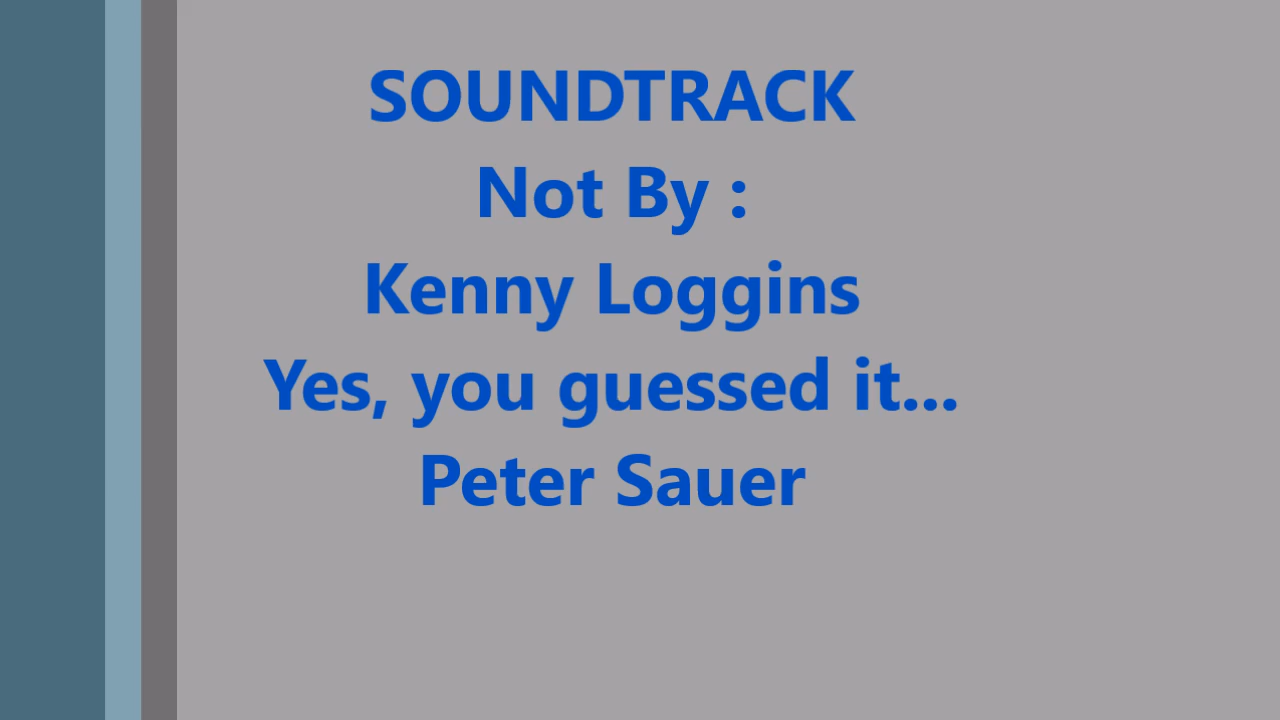 SOUNDTRACK
Not By :
Kenny Loggins
Yes, you guessed it...
Peter Sauer